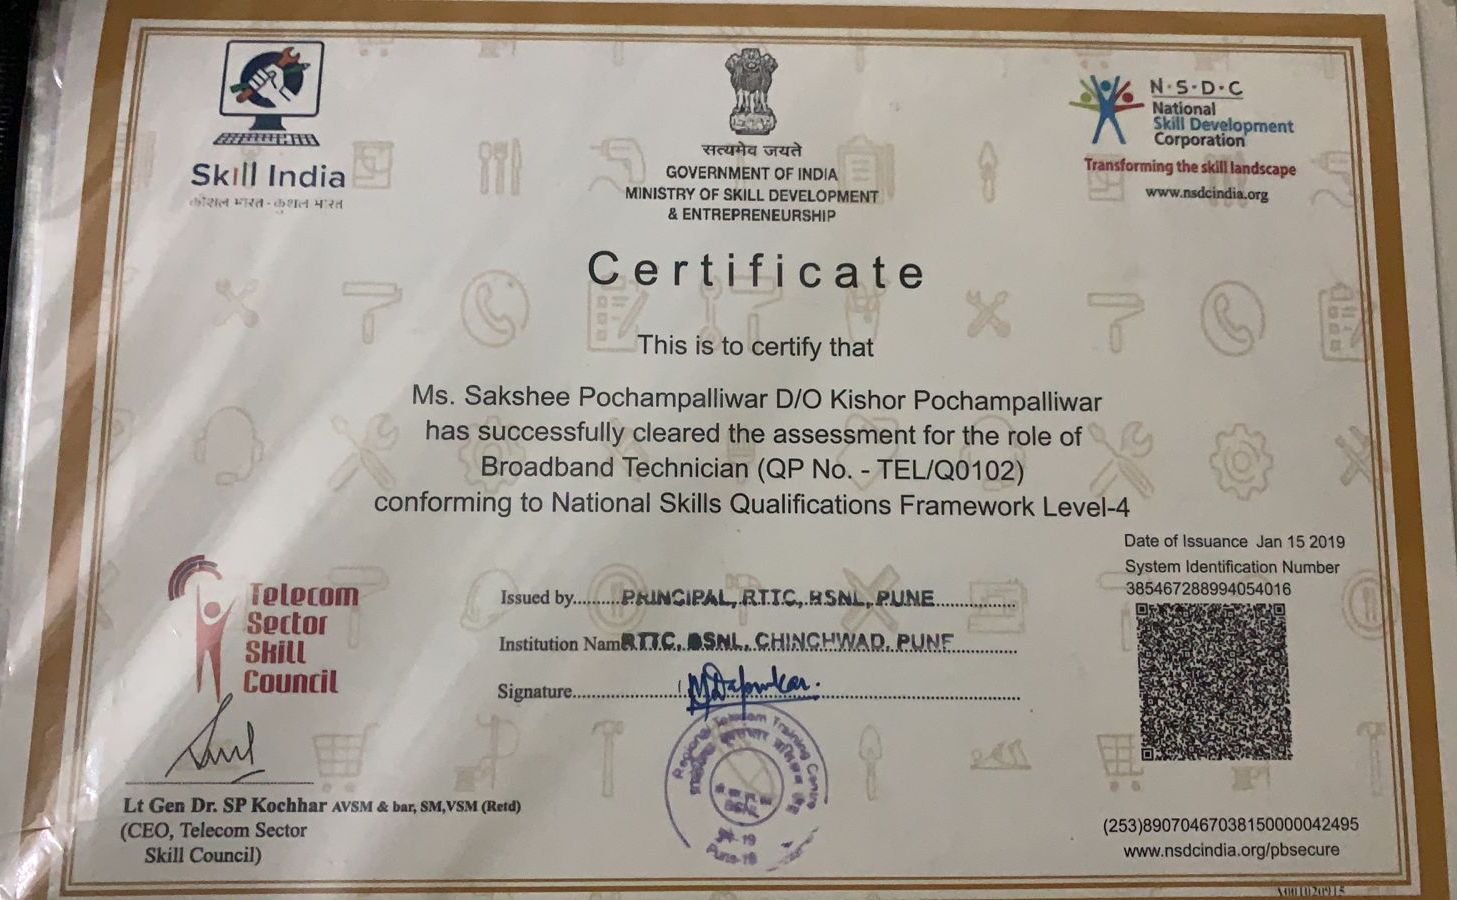 Skill India
कौशल भारत - कुशल भारत
सत्यमेव जयते
GOVERNMENT OF INDIA
MINISTRY OF SKILL DEVELOPMENT
& ENTREPRENEURSHIP
N·S·D·C
National
Skill Development
Corporation
Transforming the skill landscape
www.nsdcindia.org
Certificate
This is to certify that
Ms. Sakshee Pochampalliwar D/O Kishor Pochampalliwar
has successfully cleared the assessment for the role of
Broadband Technician (QP No. - TEL/Q0102)
conforming to National Skills Qualifications Framework Level-4
Date of Issuance Jan 15 2019
System Identification Number
385467288994054016
Telecom
Sector
Skill
Council
Issued by..........PRINCIPAL, RTTC, BSNL, PUNE
Institution Nam RTTC, BSNL, CHINCHWAD, PUNE
Signature
Regional Telecom Training Centre
Lt Gen Dr. SP Kochhar AVSM & bar, SM,VSM (Retd)
(CEO, Telecom Sector
Skill Council)
(253)89070467038150000042495
www.nsdcindia.org/pbsecure